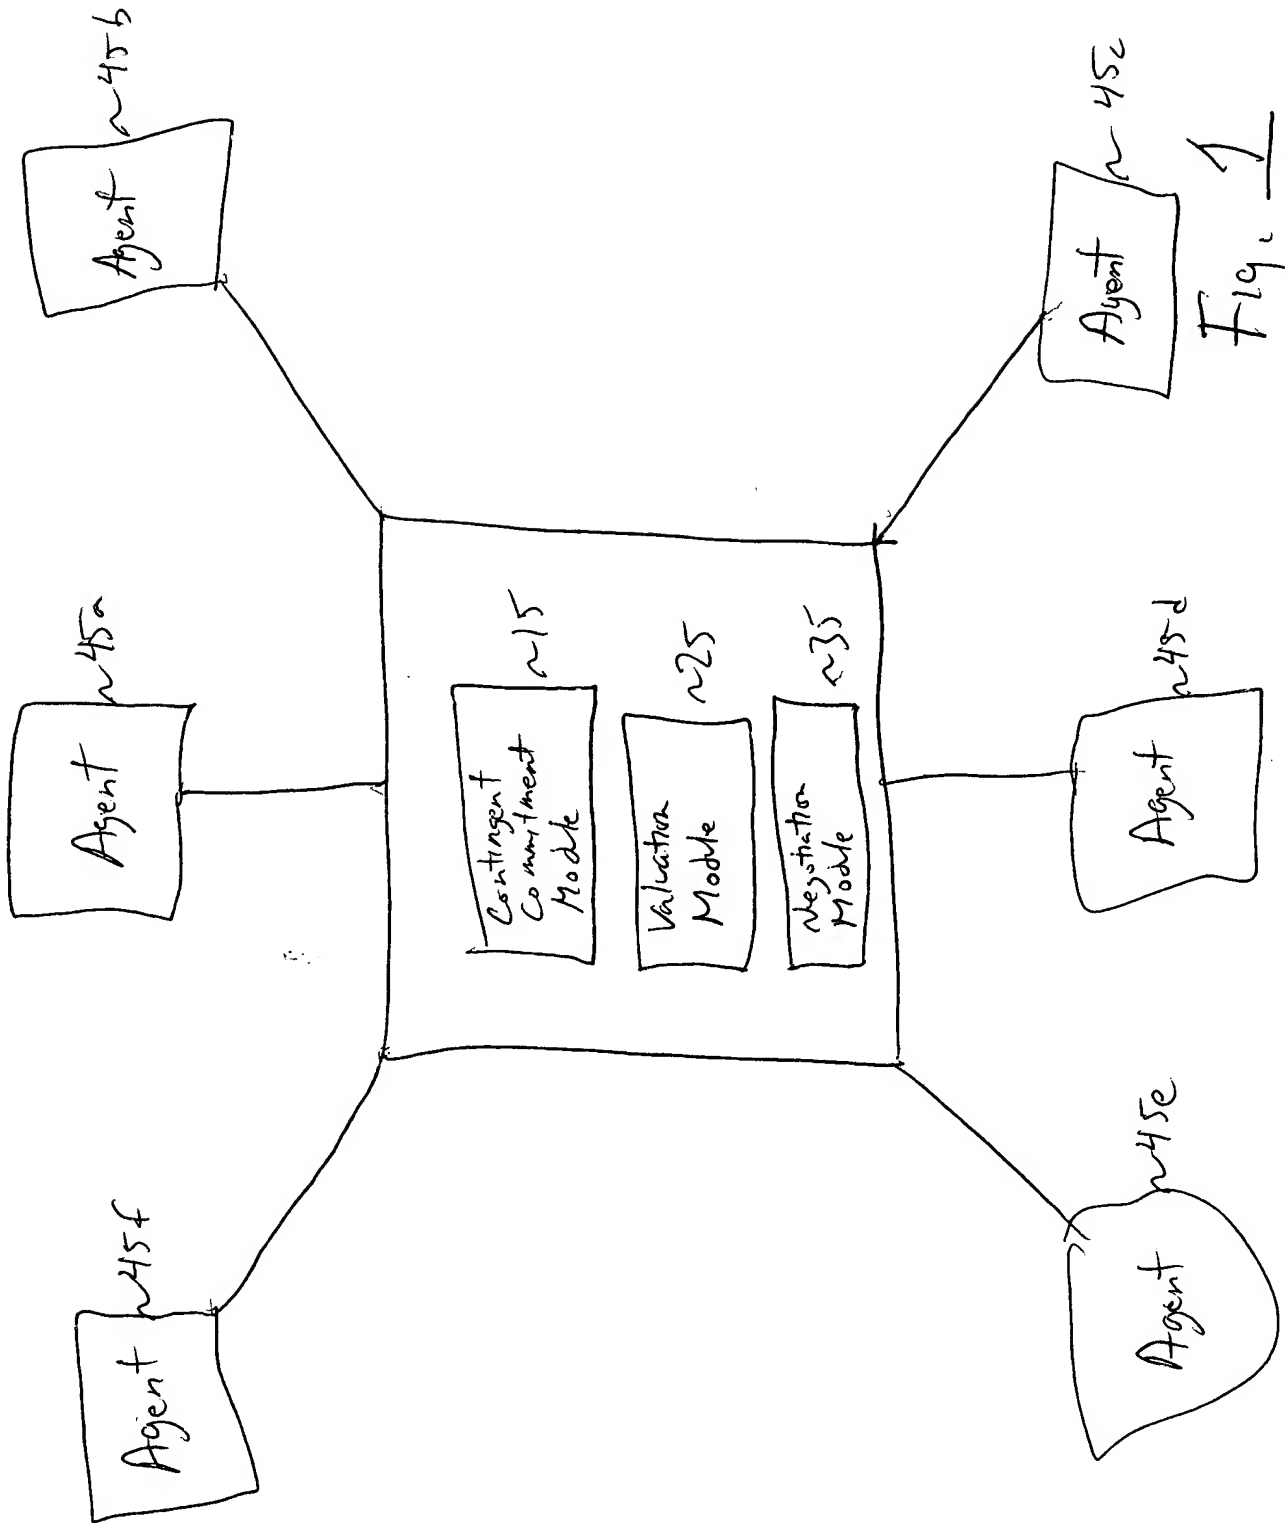 Agent
~45f
Agent
~45a
Agent
~45b
Contingent
Commitment
Module
~15
Valuation
Module
~25
Negotiation
Module
~35
Agent
~45e
Agent
~45d
Agent
~45c
Fig. 1